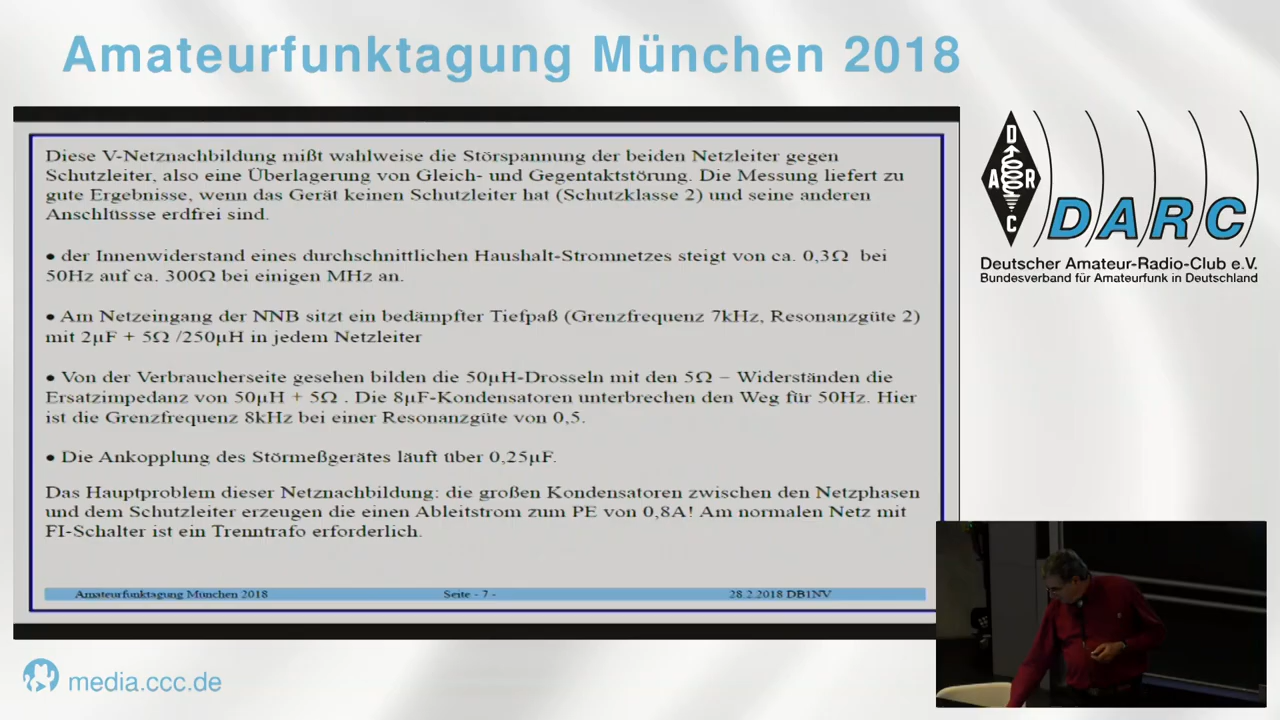 Amateurfunktagung München 2018
Diese V-Netznachbildung mißt wahlweise die Störspannung der beiden Netzleiter gegen
Schutzleiter, also eine Überlagerung von Gleich- und Gegentaktstörung. Die Messung liefert zu
gute Ergebnisse, wenn das Gerät keinen Schutzleiter hat (Schutzklasse 2) und seine anderen
Anschlüssse erdfrei sind.
• der Innenwiderstand eines durchschnittlichen Haushalt-Stromnetzes steigt von ca. 0,3Ω bei
50Hz auf ca. 300Ω bei einigen MHz an.
• Am Netzeingang der NNB sitzt ein bedämpfter Tiefpaß (Grenzfrequenz 7kHz, Resonanzgüte 2)
mit 2µF + 5Ω /250µH in jedem Netzleiter
• Von der Verbraucherseite gesehen bilden die 50µH-Drosseln mit den 5Ω – Widerständen die
Ersatzimpedanz von 50µH + 5Ω . Die 8µF-Kondensatoren unterbrechen den Weg für 50Hz. Hier
ist die Grenzfrequenz 8kHz bei einer Resonanzgüte von 0,5.
• Die Ankopplung des Störmeßgerätes läuft über 0,25µF.
Das Hauptproblem dieser Netznachbildung: die großen Kondensatoren zwischen den Netzphasen
und dem Schutzleiter erzeugen die einen Ableitstrom zum PE von 0,8A! Am normalen Netz mit
FI-Schalter ist ein Trenntrafo erforderlich.
Amateurfunktagung München 2018 Seite - 7 - 28.2.2018 DB1NV
D
A R
C
DARC
Deutscher Amateur-Radio-Club e.V.
Bundesverband für Amateurfunk in Deutschland
media.ccc.de